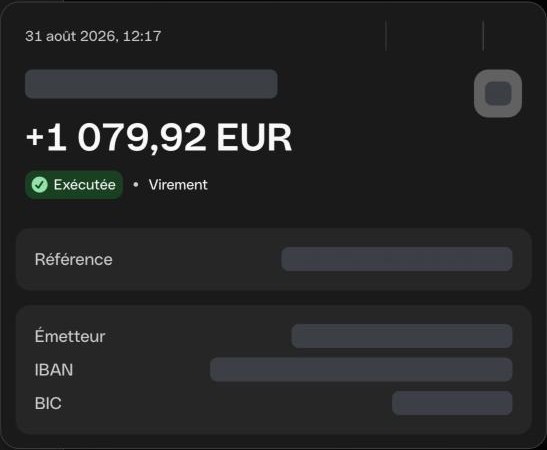 31 août 2026, 12:17
+1 079,92 EUR
Exécutée • Virement
Référence
Émetteur
IBAN
BIC